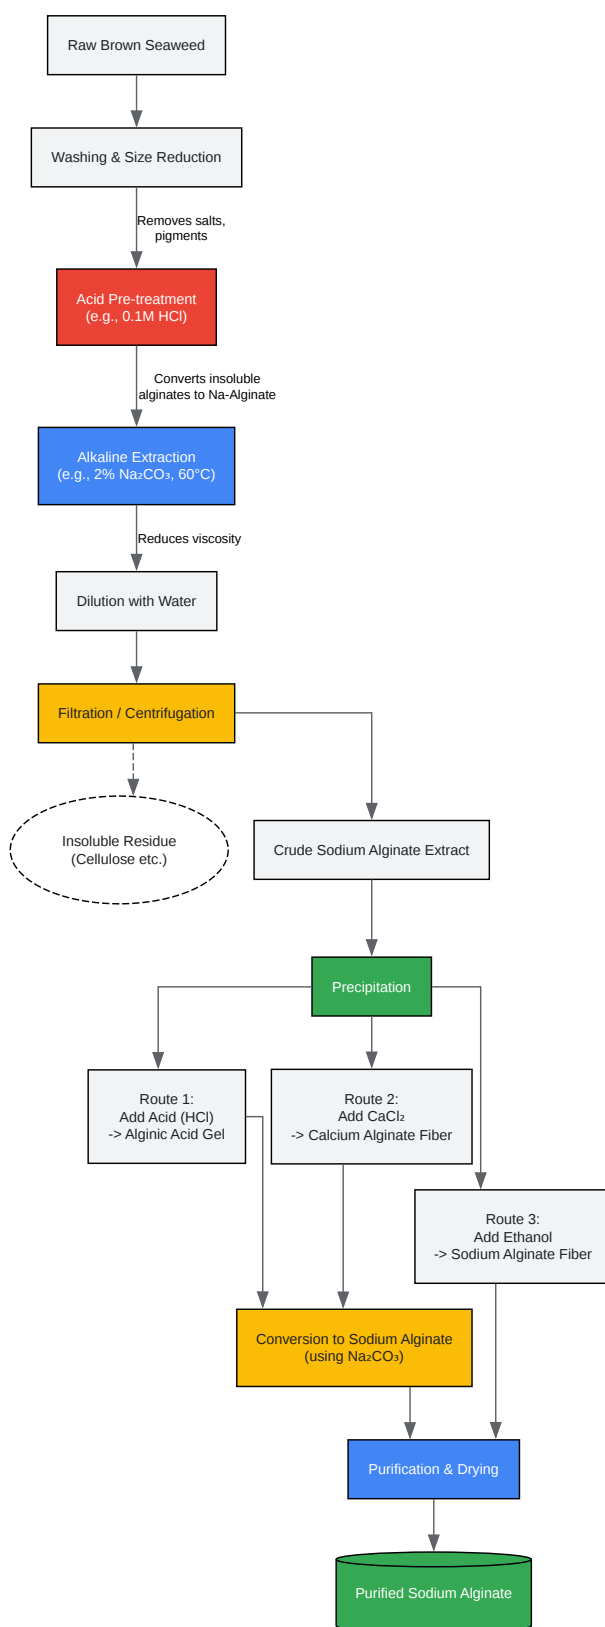 Raw Brown Seaweed
Washing & Size Reduction
Removes salts,
pigments
Acid Pre-treatment
(e.g., 0.1M HCl)
Converts insoluble
alginates to Na-Alginate
Alkaline Extraction
(e.g., 2% Na₂CO₃, 60°C)
Reduces viscosity
Dilution with Water
Filtration / Centrifugation
Insoluble Residue
(Cellulose etc.)
Crude Sodium Alginate Extract
Precipitation
Route 1:
Add Acid (HCl)
-> Alginic Acid Gel
Route 2:
Add CaCl₂
-> Calcium Alginate Fiber
Route 3:
Add Ethanol
-> Sodium Alginate Fiber
Conversion to Sodium Alginate
(using Na₂CO₃)
Purification & Drying
Purified Sodium Alginate